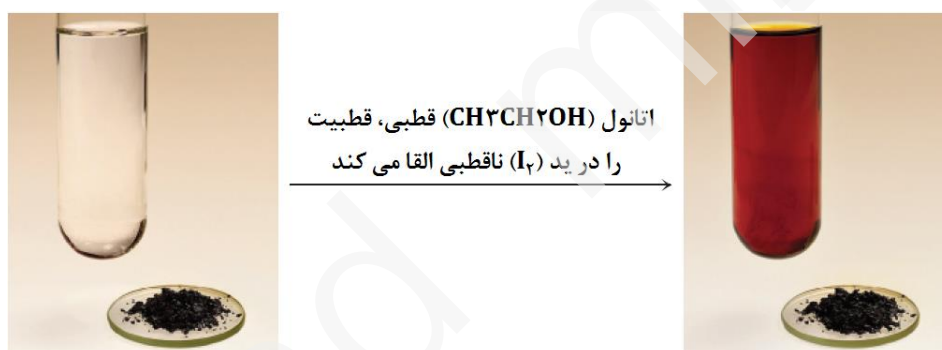 اتانول (CH۳CH۲OH) قطبی، قطبیت
را در ید (I۲) ناقطبی القا می کند